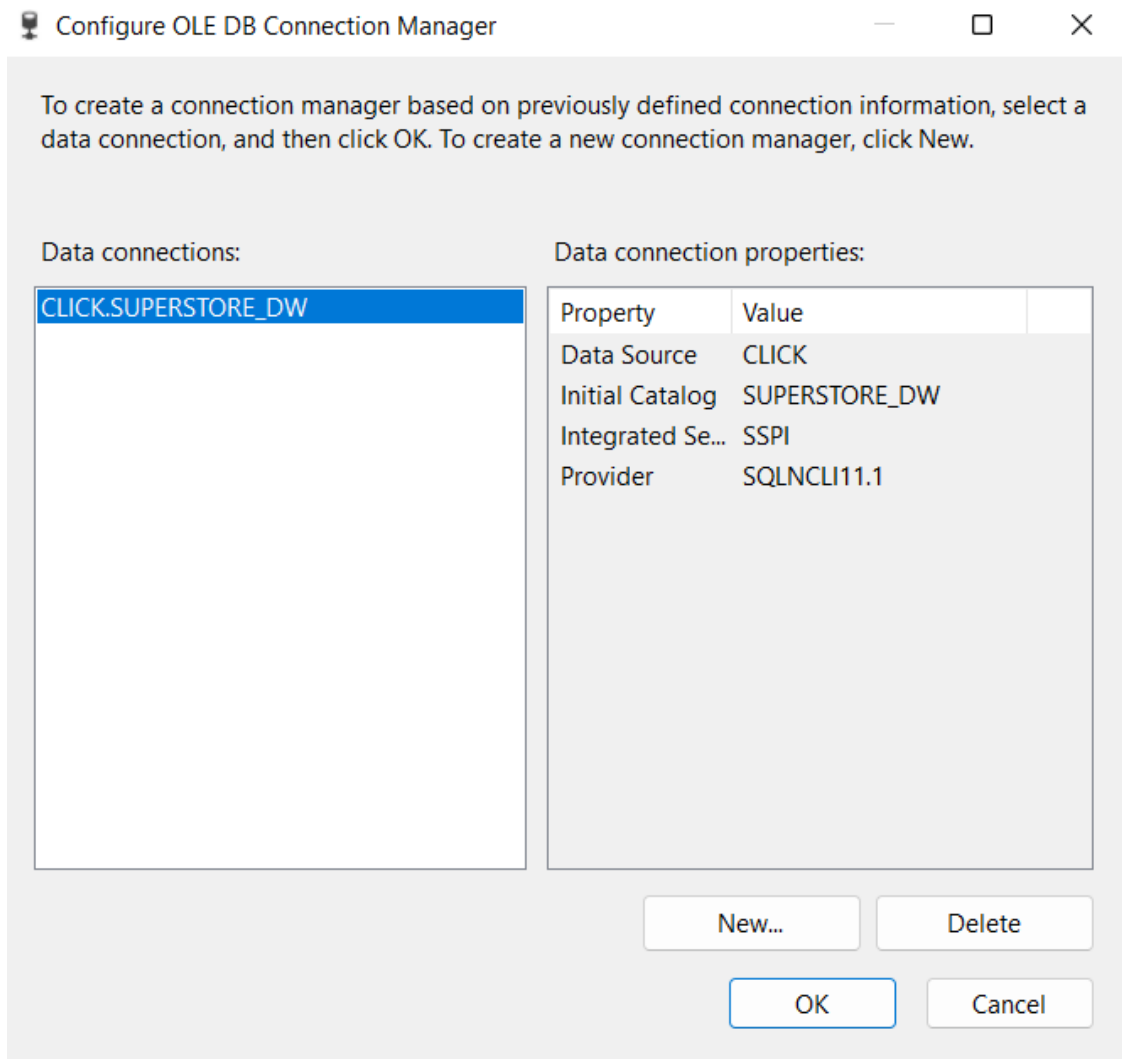 Configure OLE DB Connection Manager
To create a connection manager based on previously defined connection information, select a
data connection, and then click OK. To create a new connection manager, click New.
Data connections:
CLICK.SUPERSTORE_DW
Data connection properties:
Property Value
Data Source CLICK
Initial Catalog SUPERSTORE_DW
Integrated Se... SSPI
Provider SQLNCLI11.1
New...
Delete
OK
Cancel